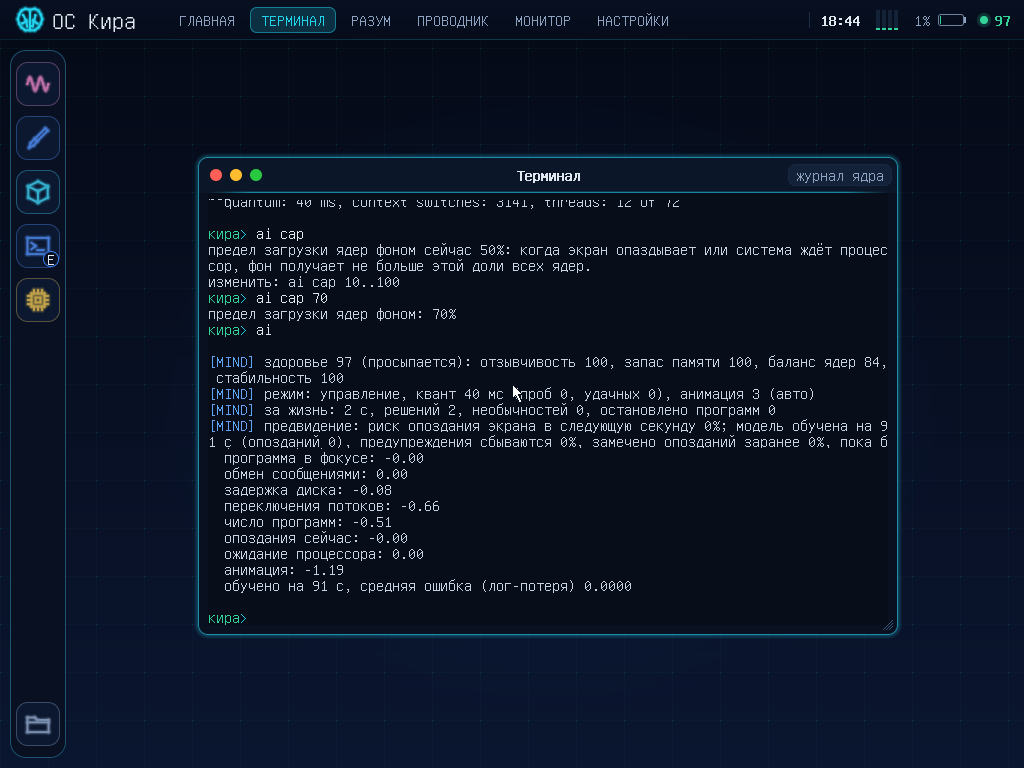 ОС Кира
ГЛАВНАЯ ТЕРМИНАЛ РАЗУМ ПРОВОДНИК МОНИТОР НАСТРОЙКИ
18:44 1% 97
Терминал
журнал ядра
quantum: 40 ms, context switches: 3141, threads: 12 of 72
кира> ai cap
предел загрузки ядер фоном сейчас 50%: когда экран опаздывает или система ждёт процес
сор, фон получает не больше этой доли всех ядер.
изменить: ai cap 10..100
кира> ai cap 70
предел загрузки ядер фоном: 70%
кира> ai
[MIND] здоровье 97 (просыпается): отзывчивость 100, запас памяти 100, баланс ядер 84,
стабильность 100
[MIND] режим: управление, квант 40 мс проб 0, удачных 0), анимация 3 (авто)
[MIND] за жизнь: 2 с, решений 2, необычностей 0, остановлено программ 0
[MIND] предвидение: риск опоздания экрана в следующую секунду 0%; модель обучена на 9
1 с (опозданий 0), предупреждения сбываются 0%, замечено опозданий заранее 0%, пока б
программа в фокусе: -0.00
обмен сообщениями: 0.00
задержка диска: -0.08
переключения потоков: -0.66
число программ: -0.51
опоздания сейчас: -0.00
ожидание процессора: 0.00
анимация: -1.19
обучено на 91 с, средняя ошибка (лог-потеря) 0.0000
кира>
E